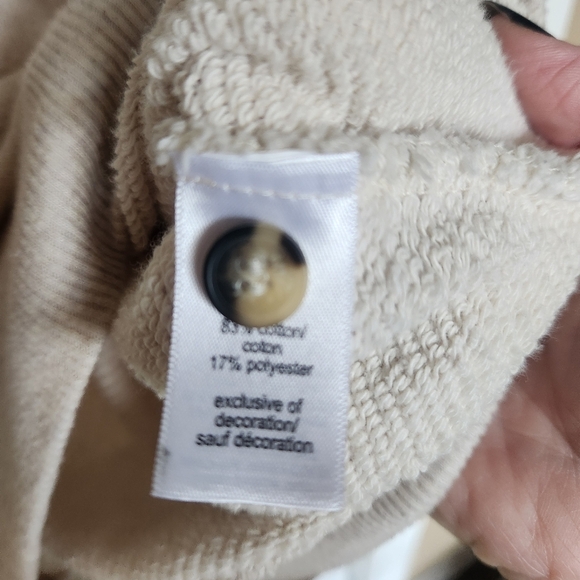 83% cotton/
coton
17% polyester
exclusive of
decoration/
sauf décoration